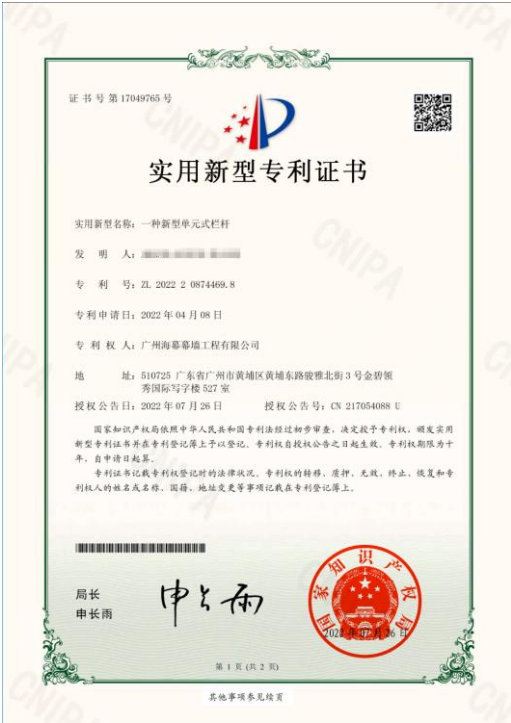 证书号第17049765号
实用新型专利证书
实用新型名称：一种新型单元式栏杆
发 明 人：
专 利 号：ZL 2022 2 0874469.8
专利申请日：2022年04月08日
专 利 权 人：广州海幕幕墙工程有限公司
地 址：510725 广东省广州市黄埔区黄埔东路骏雅北街3号金碧领
秀国际写字楼527室
授权公告日：2022年07月26日 授权公告号：CN 217054088 U
国家知识产权局依照中华人民共和国专利法经过初步审查，决定授予专利权，颁发实用
新型专利证书并在专利登记簿上予以登记。专利权自授权公告之日起生效。专利权期限为十
年，自申请日起算。
专利证书记载专利权登记时的法律状况。专利权的转移、质押、无效、终止、恢复和专
利权人的姓名或名称、国籍、地址变更等事项记载在专利登记簿上。
局长
申长雨
申长雨
国家知识产权局
2022年07月26日
第 1 页 (共 2 页)
其他事项参见续页
CNIPA